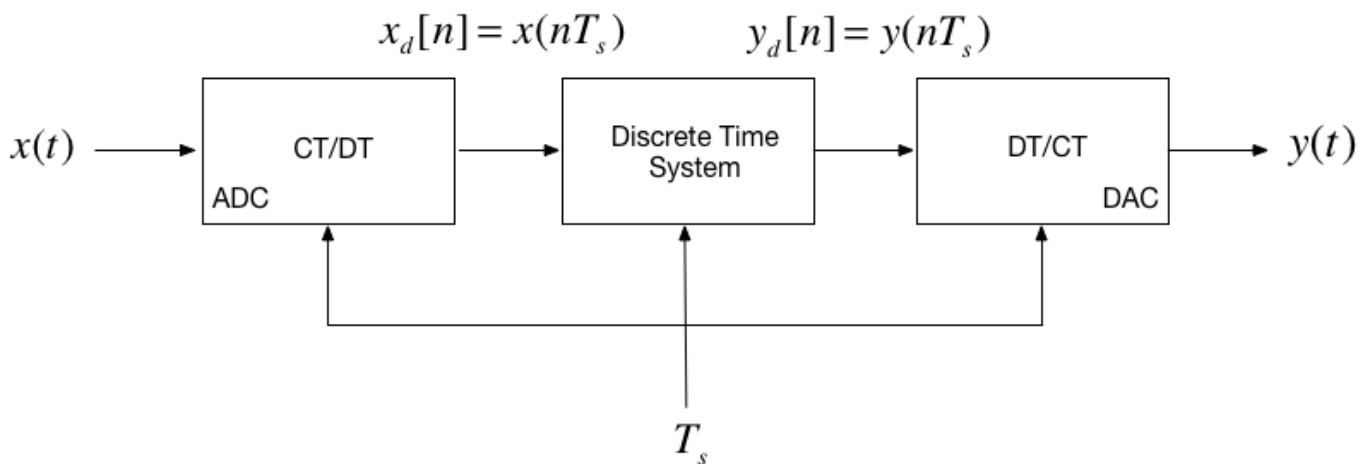 x_d[n] = x(nT_s)
y_d[n] = y(nT_s)
x(t)
CT/DT
ADC
Discrete Time
System
DT/CT
DAC
y(t)
T_s